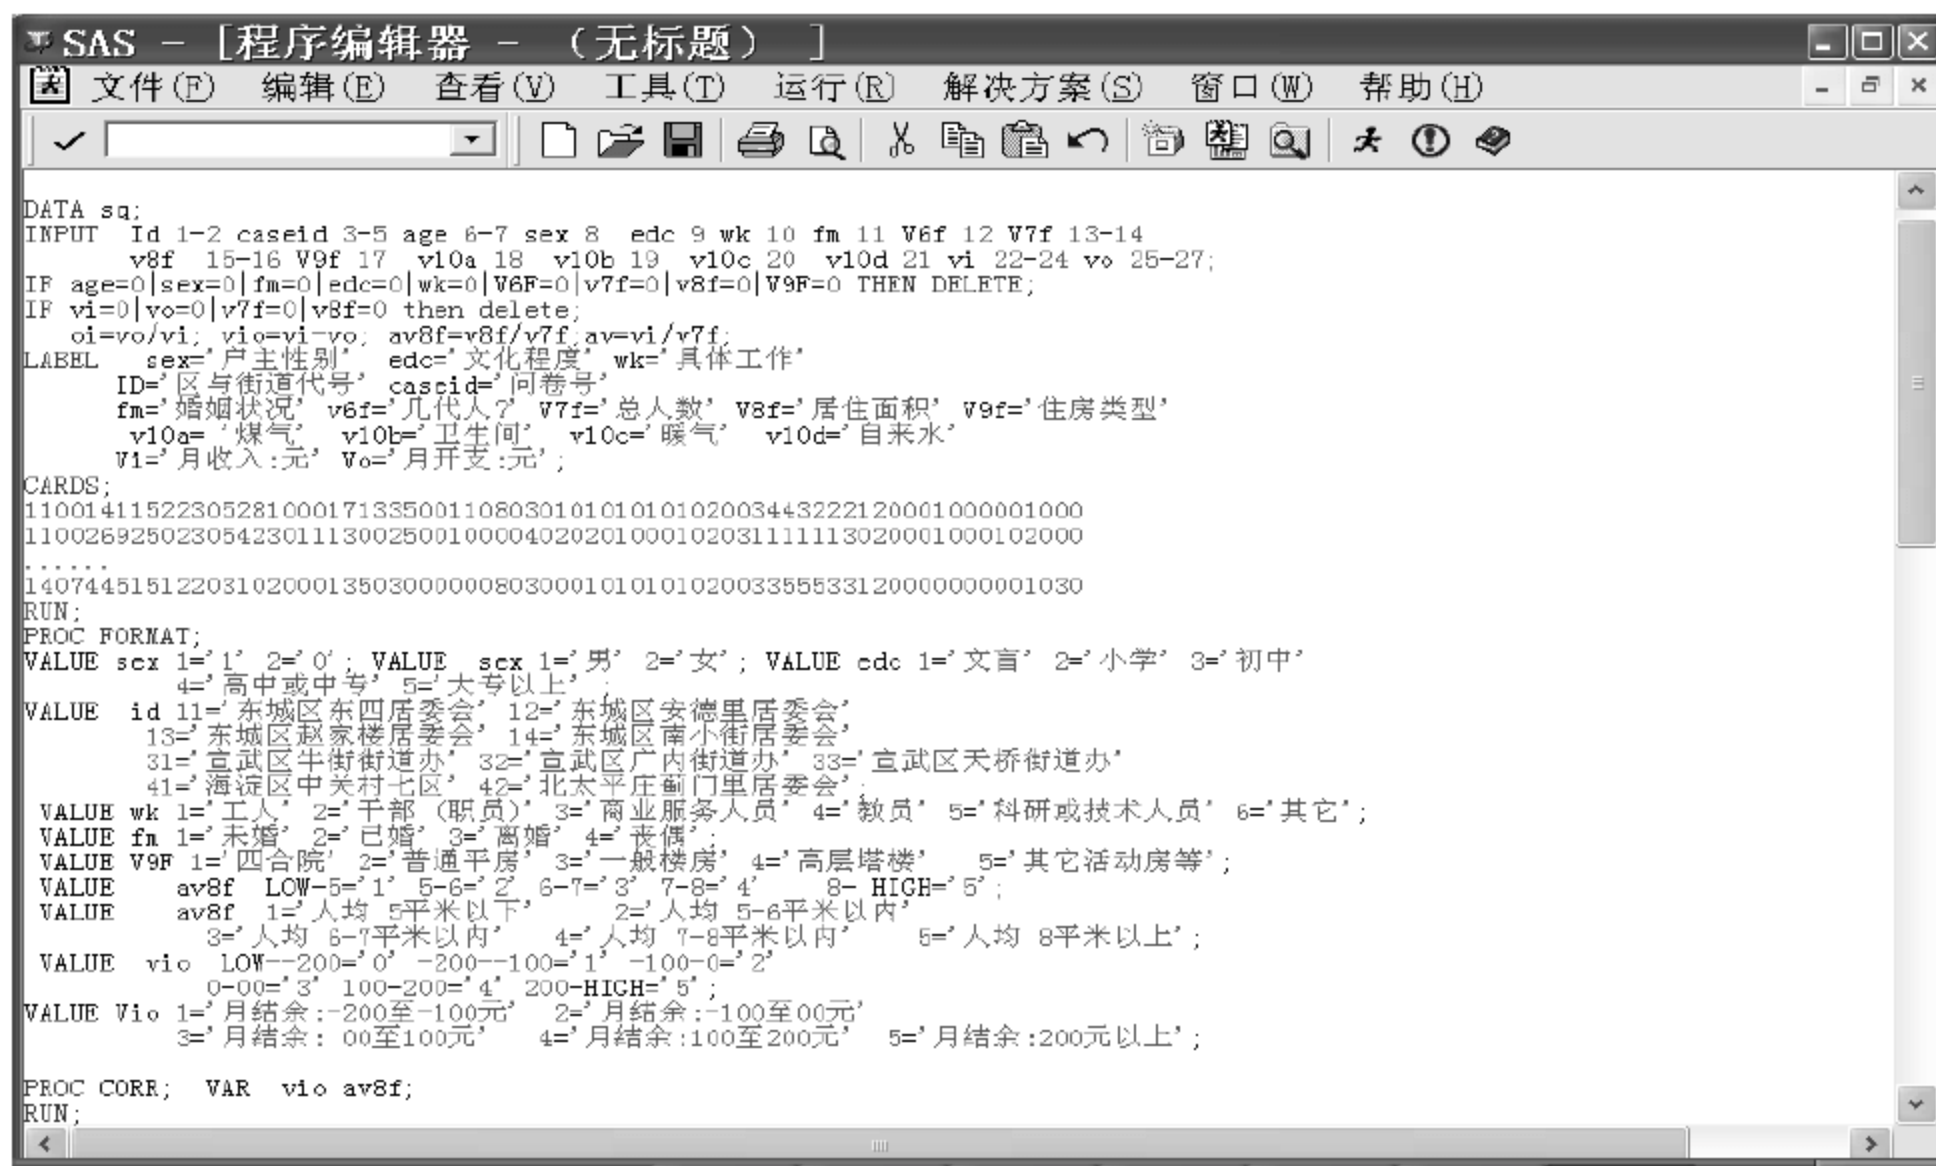 SAS - [程序编辑器 - （无标题） ]
文件(F) 编辑(E) 查看(V) 工具(T) 运行(R) 解决方案(S) 窗口(W) 帮助(H)
DATA sq;
INPUT Id 1-2 caseid 3-5 age 6-7 sex 8 edc 9 wk 10 fm 11 V6f 12 V7f 13-14
v8f 15-16 V9f 17 v10a 18 v10b 19 v10c 20 v10d 21 vi 22-24 vo 25-27;
IF age=0|sex=0|fm=0|edc=0|wk=0|V6F=0|v7f=0|v8f=0|V9F=0 THEN DELETE;
IF vi=0|vo=0|v7f=0|v8f=0 then delete;
oi=vo/vi; vio=vi-vo; av8f=v8f/v7f;av=vi/v7f;
LABEL sex='户主性别' edc='文化程度' wk='具体工作'
ID='区与街道代号' caseid='问卷号'
fm='婚姻状况' v6f='几代人?' V7f='总人数' V8f='居住面积' V9f='住房类型'
v10a= '煤气' v10b='卫生间' v10c='暖气' v10d='自来水'
Vi='月收入:元' Vo='月开支:元';
CARDS;
1100141152230528100017133500110803010101010102003443222120001000001000
1100269250230542301113002500100004020201000102031111113020001000102000
......
140744515122031020001350300000080300010101010200335553312000000001030
RUN;
PROC FORMAT;
VALUE sex 1='1' 2='0'; VALUE sex 1='男' 2='女'; VALUE edc 1='文盲' 2='小学' 3='初中'
4='高中或中专' 5='大专以上' ;
VALUE id 11='东城区东四居委会' 12='东城区安德里居委会'
13='东城区赵家楼居委会' 14='东城区南小街居委会'
31='宣武区牛街街道办' 32='宣武区广内街道办' 33='宣武区天桥街道办'
41='海淀区中关村七区' 42='北太平庄蓟门里居委会';
VALUE wk 1='工人' 2='干部（职员)' 3='商业服务人员' 4='教员' 5='科研或技术人员' 6='其它';
VALUE fm 1='未婚' 2='已婚' 3='离婚' 4='丧偶';
VALUE V9F 1='四合院' 2='普通平房' 3='一般楼房' 4='高层塔楼' 5='其它活动房等';
VALUE av8f LOW-5='1' 5-6='2' 6-7='3' 7-8='4' 8- HIGH='5';
VALUE av8f 1='人均 5平米以下' 2='人均 5-6平米以内'
3='人均 6-7平米以内' 4='人均 7-8平米以内' 5='人均 8平米以上';
VALUE vio LOW--200='0' -200--100='1' -100-0='2'
0-00='3' 100-200='4' 200-HIGH='5';
VALUE Vio 1='月结余:-200至-100元' 2='月结余:-100至00元'
3='月结余: 00至100元' 4='月结余:100至200元' 5='月结余:200元以上';
PROC CORR; VAR vio av8f;
RUN;